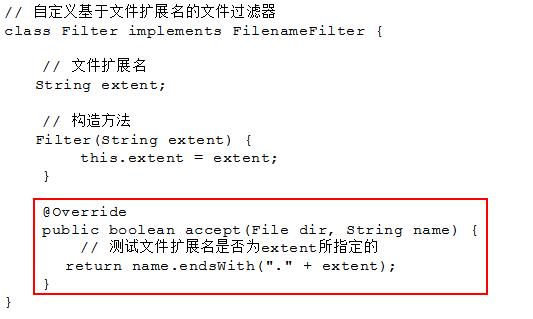 // 自定义基于文件扩展名的文件过滤器
class Filter implements FilenameFilter {
// 文件扩展名
String extent;
// 构造方法
Filter(String extent) {
this.extent = extent;
}
@Override
public boolean accept(File dir, String name) {
// 测试文件扩展名是否为extent所指定的
return name.endsWith("." + extent);
}
}